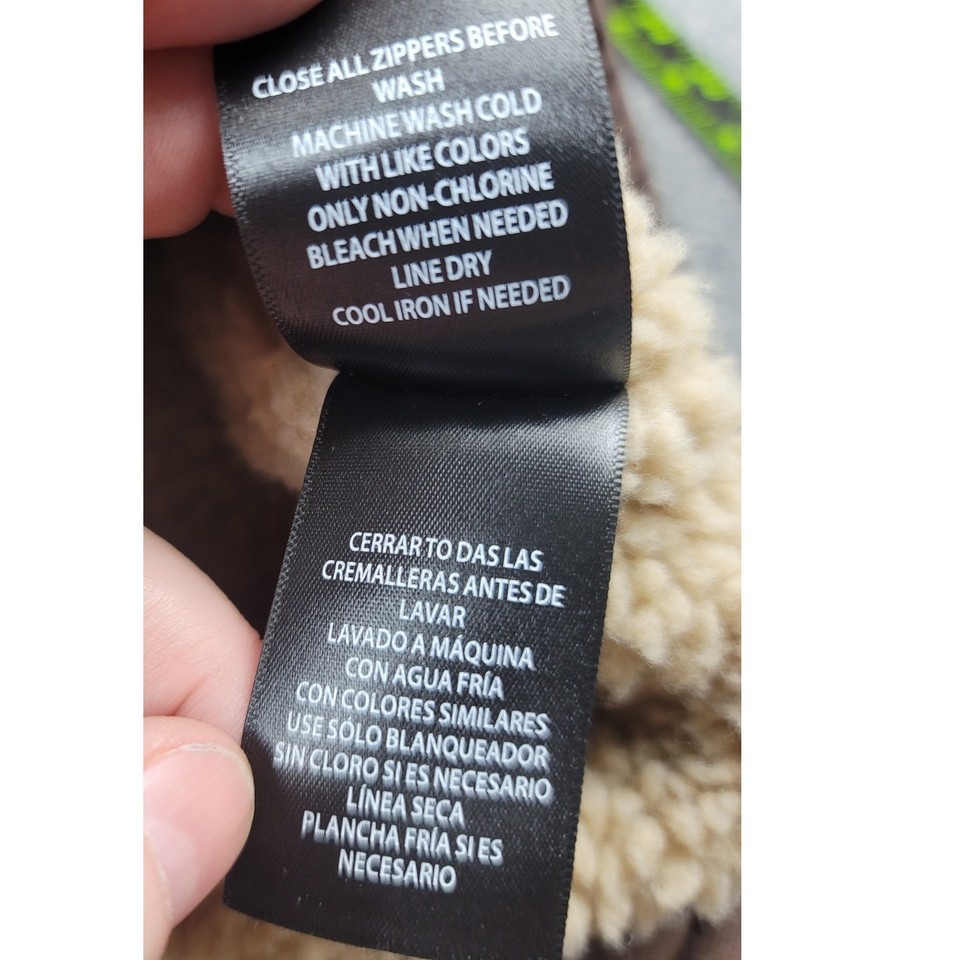 CLOSE ALL ZIPPERS BEFORE
WASH
MACHINE WASH COLD
WITH LIKE COLORS
ONLY NON-CHLORINE
BLEACH WHEN NEEDED
LINE DRY
COOL IRON IF NEEDED
CERRAR TO DAS LAS
CREMALLERAS ANTES DE
LAVAR
LAVADO A MÁQUINA
CON AGUA FRÍA
CON COLORES SIMILARES
USE SÓLO BLANQUEADOR
SIN CLORO SI ES NECESARIO
LÍNEA SECA
PLANCHA FRÍA SI ES
NECESARIO